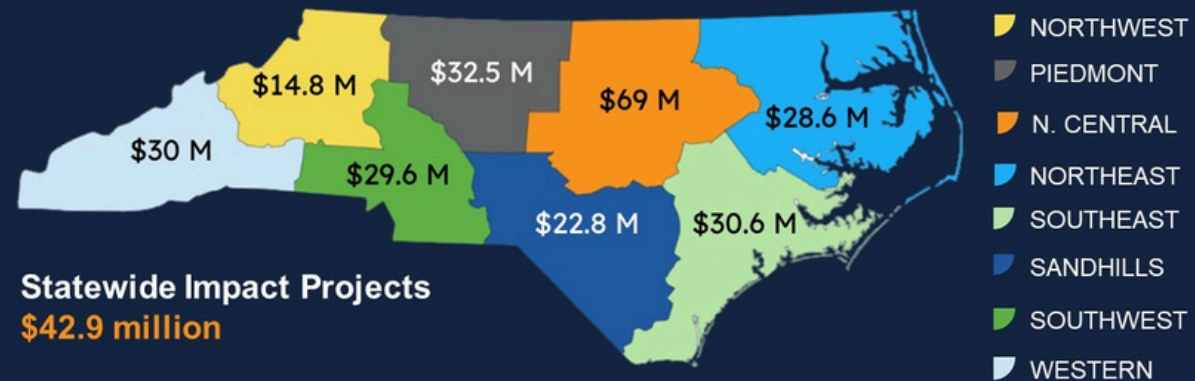 $14.8 M
$32.5 M
$69 M
$28.6 M
$30 M
$29.6 M
$22.8 M
$30.6 M
Statewide Impact Projects
$42.9 million
NORTHWEST
PIEDMONT
N. CENTRAL
NORTHEAST
SOUTHEAST
SANDHILLS
SOUTHWEST
WESTERN